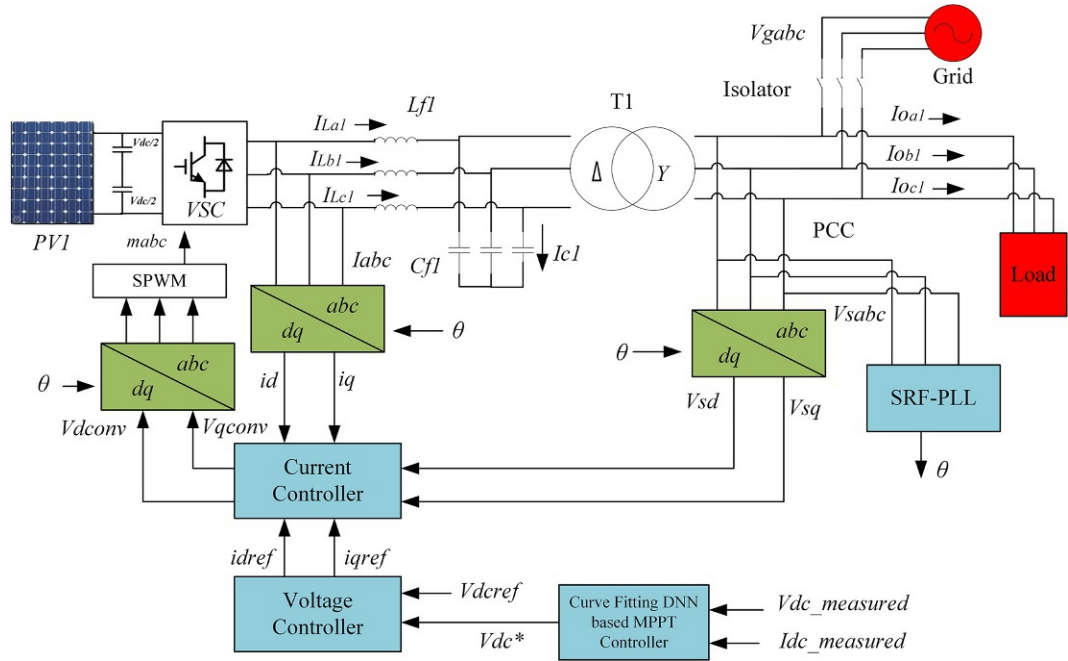 Vgabc
Grid
Isolator
T1
Lf1
ILa1
ILb1
ILc1
Ioa1
Iob1
Ioc1
Vdc/2
Vdc/2
VSC
Δ
Y
PV1
mabc
PCC
SPWM
Iabc
Cf1
Ic1
Load
abc
dq
θ
Vsabc
abc
dq
θ
abc
dq
θ
id
iq
Vsd
Vsq
SRF-PLL
θ
Vdconv
Vqconv
Current
Controller
idref
iqref
Voltage
Controller
Vdcref
Vdc*
Curve Fitting DNN
based MPPT
Controller
Vdc_measured
Idc_measured